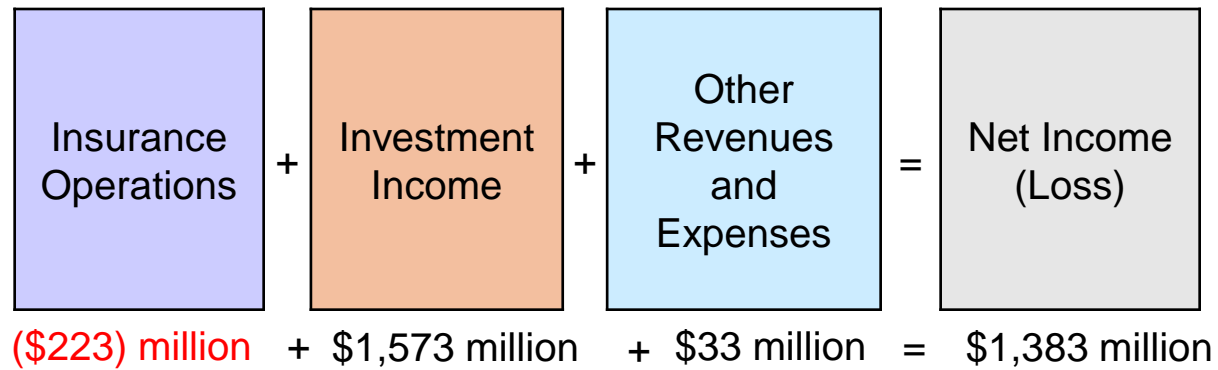 Insurance
Operations
+
Investment
Income
+
Other
Revenues
and
Expenses
=
Net Income
(Loss)
($223) million + $1,573 million + $33 million = $1,383 million